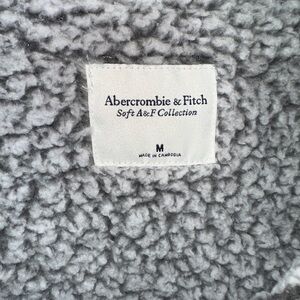 Abercrombie & Fitch
Soft A&F Collection
M
MADE IN CAMBODIA